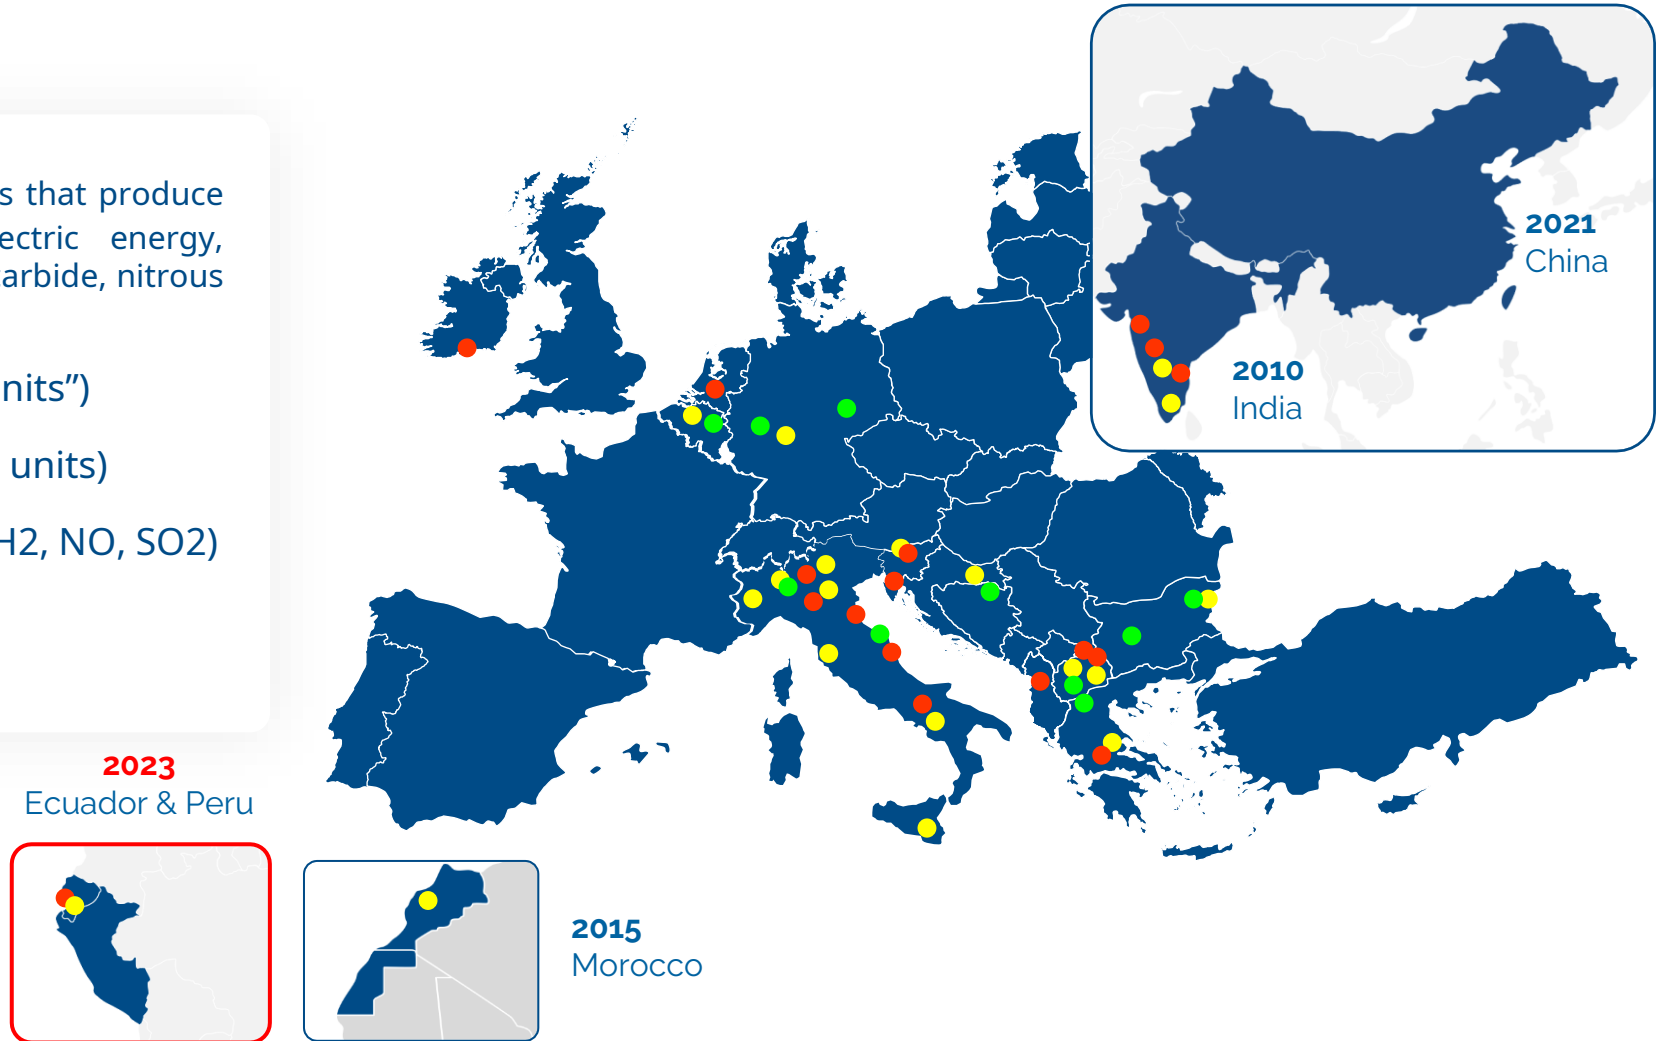 s that produce
ectric energy,
carbide, nitrous
nits”)
units)
H2, NO, SO2)
2021
China
2010
India
2023
Ecuador & Peru
2015
Morocco